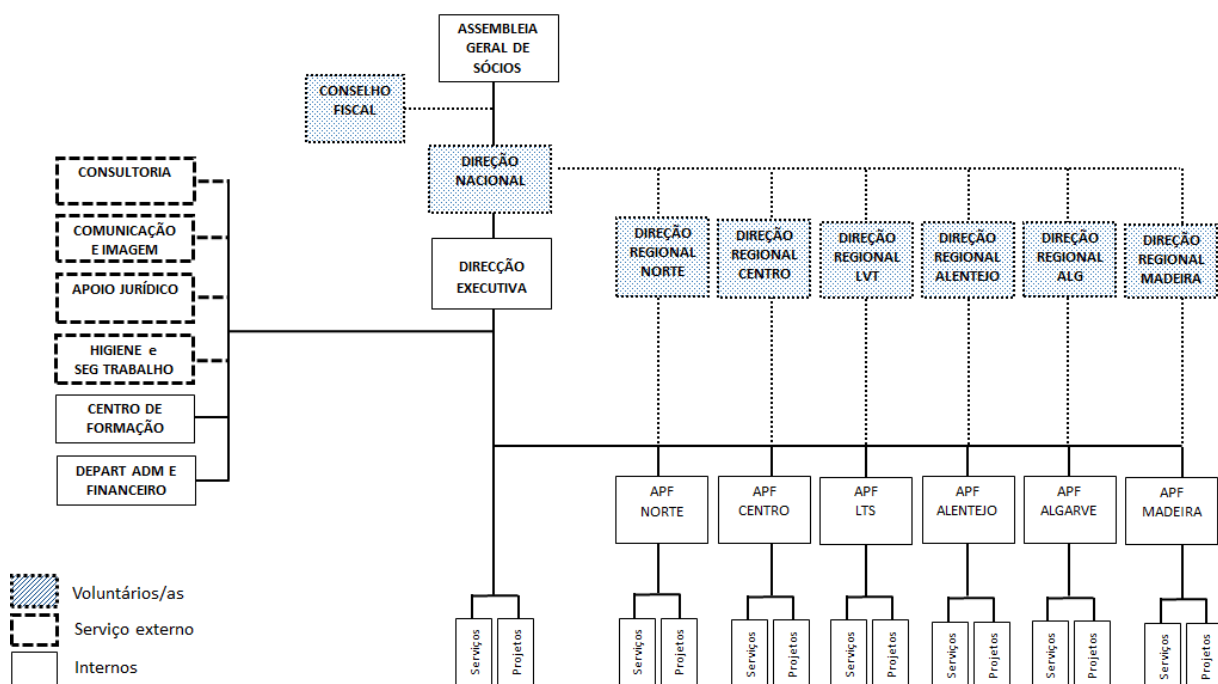 ASSEMBLEIA
GERAL DE
SÓCIOS
CONSELHO
FISCAL
DIREÇÃO
NACIONAL
CONSULTORIA
COMUNICAÇÃO
E IMAGEM
APOIO JURÍDICO
HIGIENE e
SEG TRABALHO
CENTRO DE
FORMAÇÃO
DEPART ADM E
FINANCEIRO
DIRECÇÃO
EXECUTIVA
DIREÇÃO
REGIONAL
NORTE
DIREÇÃO
REGIONAL
CENTRO
DIREÇÃO
REGIONAL
LVT
DIREÇÃO
REGIONAL
ALENTEJO
DIREÇÃO
REGIONAL
ALG
DIREÇÃO
REGIONAL
MADEIRA
APF
NORTE
APF
CENTRO
APF
LTS
APF
ALENTEJO
APF
ALGARVE
APF
MADEIRA
Serviços
Projetos
Serviços
Projetos
Serviços
Projetos
Serviços
Projetos
Serviços
Projetos
Serviços
Projetos
Serviços
Projetos
Voluntários/as
Serviço externo
Internos